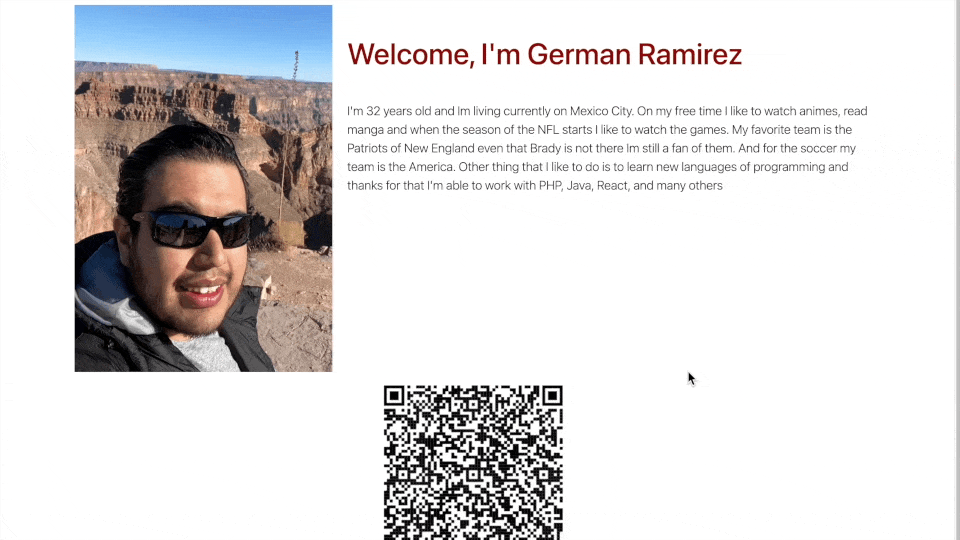 Welcome, I'm German Ramirez
I'm 32 years old and Im living currently on Mexico City. On my free time I like to watch animes, read
manga and when the season of the NFL starts I like to watch the games. My favorite team is the
Patriots of New England even that Brady is not there Im still a fan of them. And for the soccer my
team is the America. Other thing that I like to do is to learn new languages of programming and
thanks for that I'm able to work with PHP, Java, React, and many others